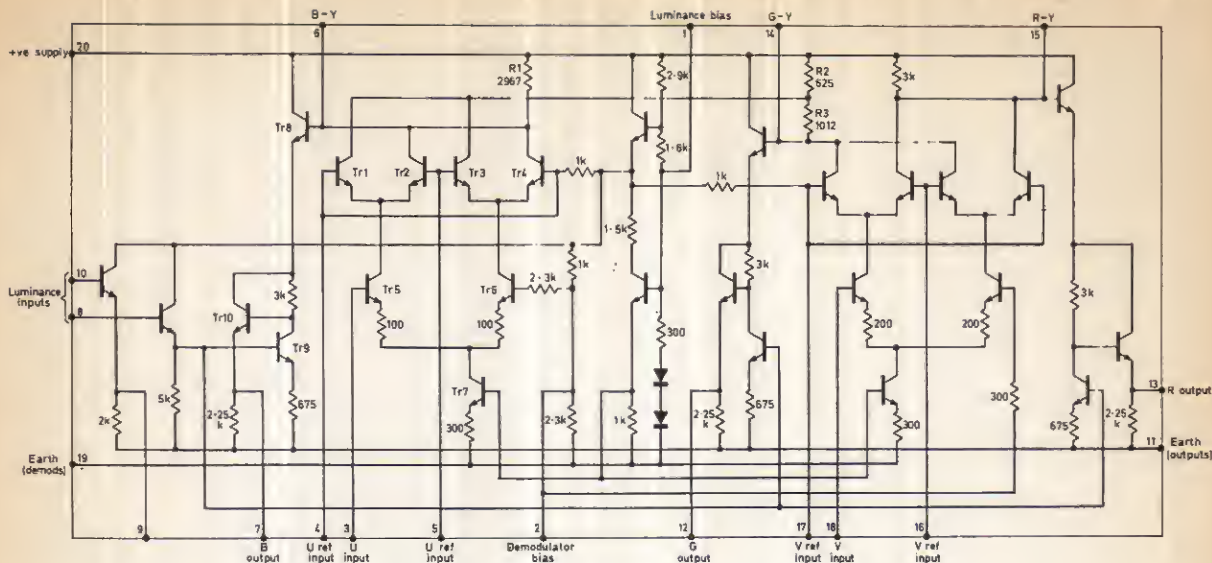 B-Y
Luminance bias
G-Y
R-Y
6
1
14
15
+ve supply
20
R1
2967
2·9k
R2
625
3k
Tr8
R3
1012
1·6k
Tr1
Tr2
Tr3
Tr4
1k
1k
1·5k
10
Luminance
inputs
8
3k
Tr10
Tr9
Tr5
Tr6
2·3k
1k
100
100
300
3k
200
200
3k
Tr7
13
R output
2k
5k
2·25
k
675
300
2·3k
1k
2·25
k
675
300
300
675
2·25
k
11
Earth
(outputs)
Earth
(demods)
19
9
7
4
3
5
2
12
17
18
16
B
output
U ref
input
U
input
U ref
input
Demodulator
bias
G
output
V ref
input
V
input
V ref
input